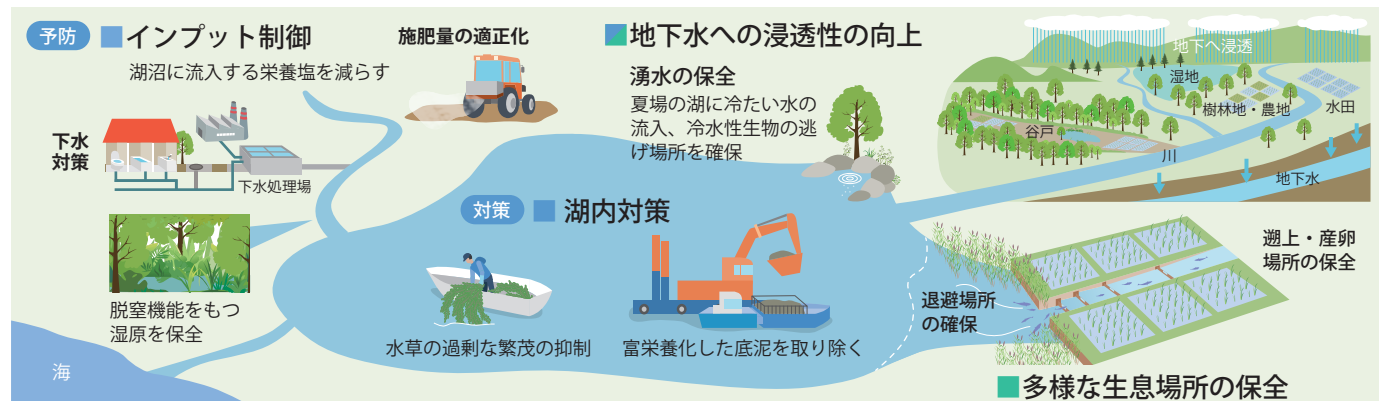 予防
■インプット制御
湖沼に流入する栄養塩を減らす
施肥量の適正化
下水
対策
下水処理場
脱窒機能をもつ
湿原を保全
海
■地下水への浸透性の向上
湧水の保全
夏場の湖に冷たい水の
流入、冷水性生物の逃
げ場所を確保
地下へ浸透
湿地
樹林地・農地
水田
谷戸
川
地下水
対策
■湖内対策
水草の過剰な繁茂の抑制
富栄養化した底泥を取り除く
遡上・産卵
場所の保全
退避場所
の確保
■多様な生息場所の保全